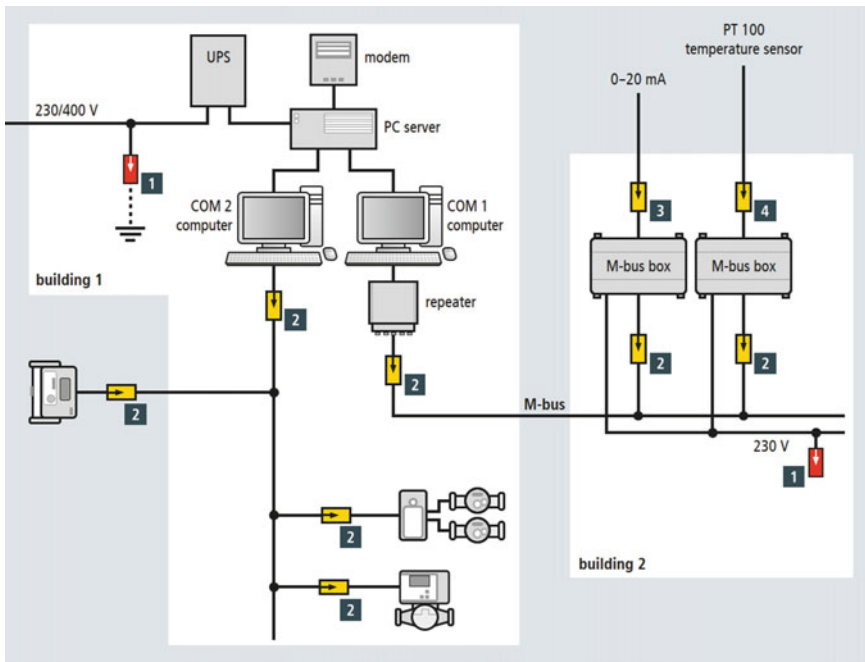 PT 100
temperature sensor
UPS
modem
0–20 mA
230/400 V
PC server
1
3
4
COM 2
computer
COM 1
computer
M-bus box
M-bus box
building 1
repeater
2
2
2
2
2
M-bus
230 V
1
2
2
building 2